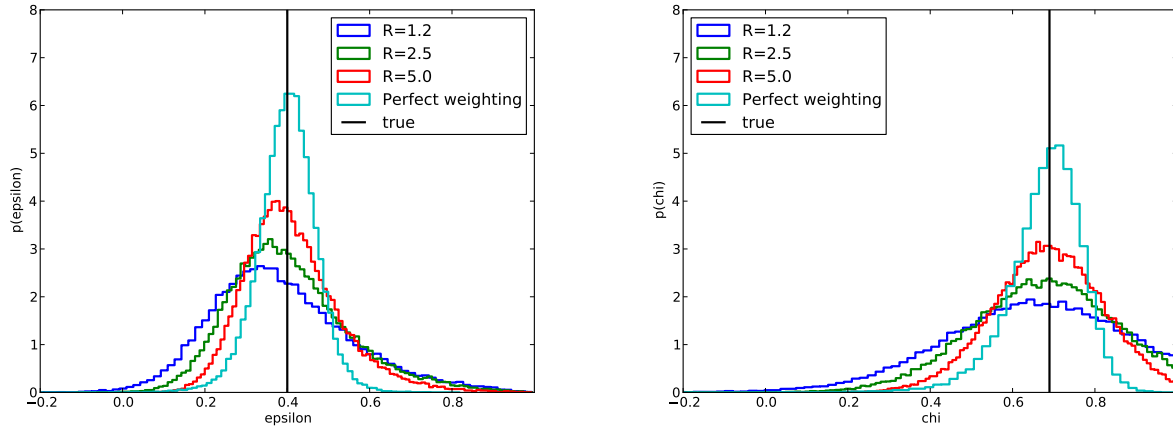 8
7
6
5
4
3
2
1
0
p(epsilon)
R=1.2
R=2.5
R=5.0
Perfect weighting
true
−0.2 0.0 0.2 0.4 0.6 0.8
epsilon
8
7
6
5
4
3
2
1
0
p(chi)
R=1.2
R=2.5
R=5.0
Perfect weighting
true
−0.2 0.0 0.2 0.4 0.6 0.8
chi